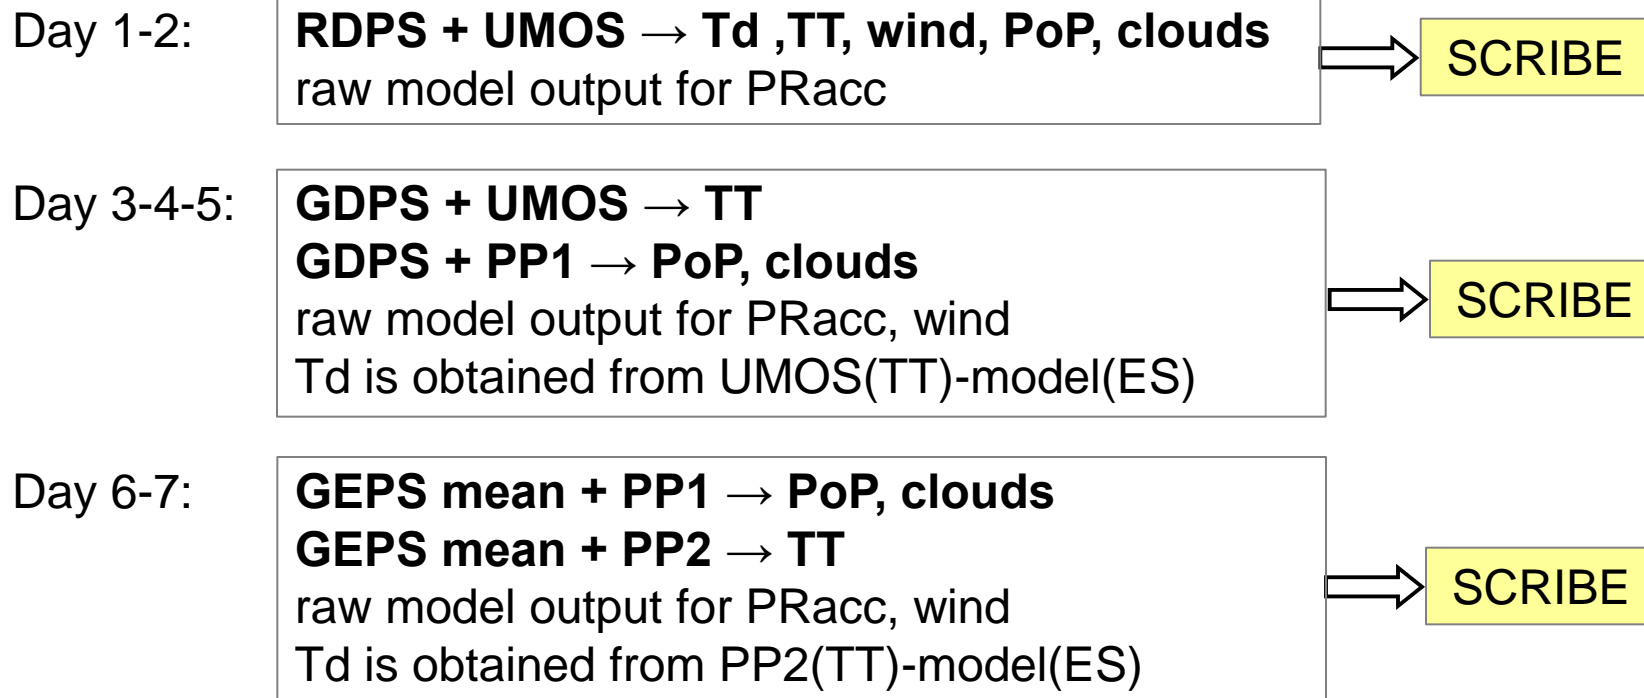 Day 1-2:
RDPS + UMOS → Td ,TT, wind, PoP, clouds
raw model output for PRacc
SCRIBE
Day 3-4-5:
GDPS + UMOS → TT
GDPS + PP1 → PoP, clouds
raw model output for PRacc, wind
Td is obtained from UMOS(TT)-model(ES)
SCRIBE
Day 6-7:
GEPS mean + PP1 → PoP, clouds
GEPS mean + PP2 → TT
raw model output for PRacc, wind
Td is obtained from PP2(TT)-model(ES)
SCRIBE